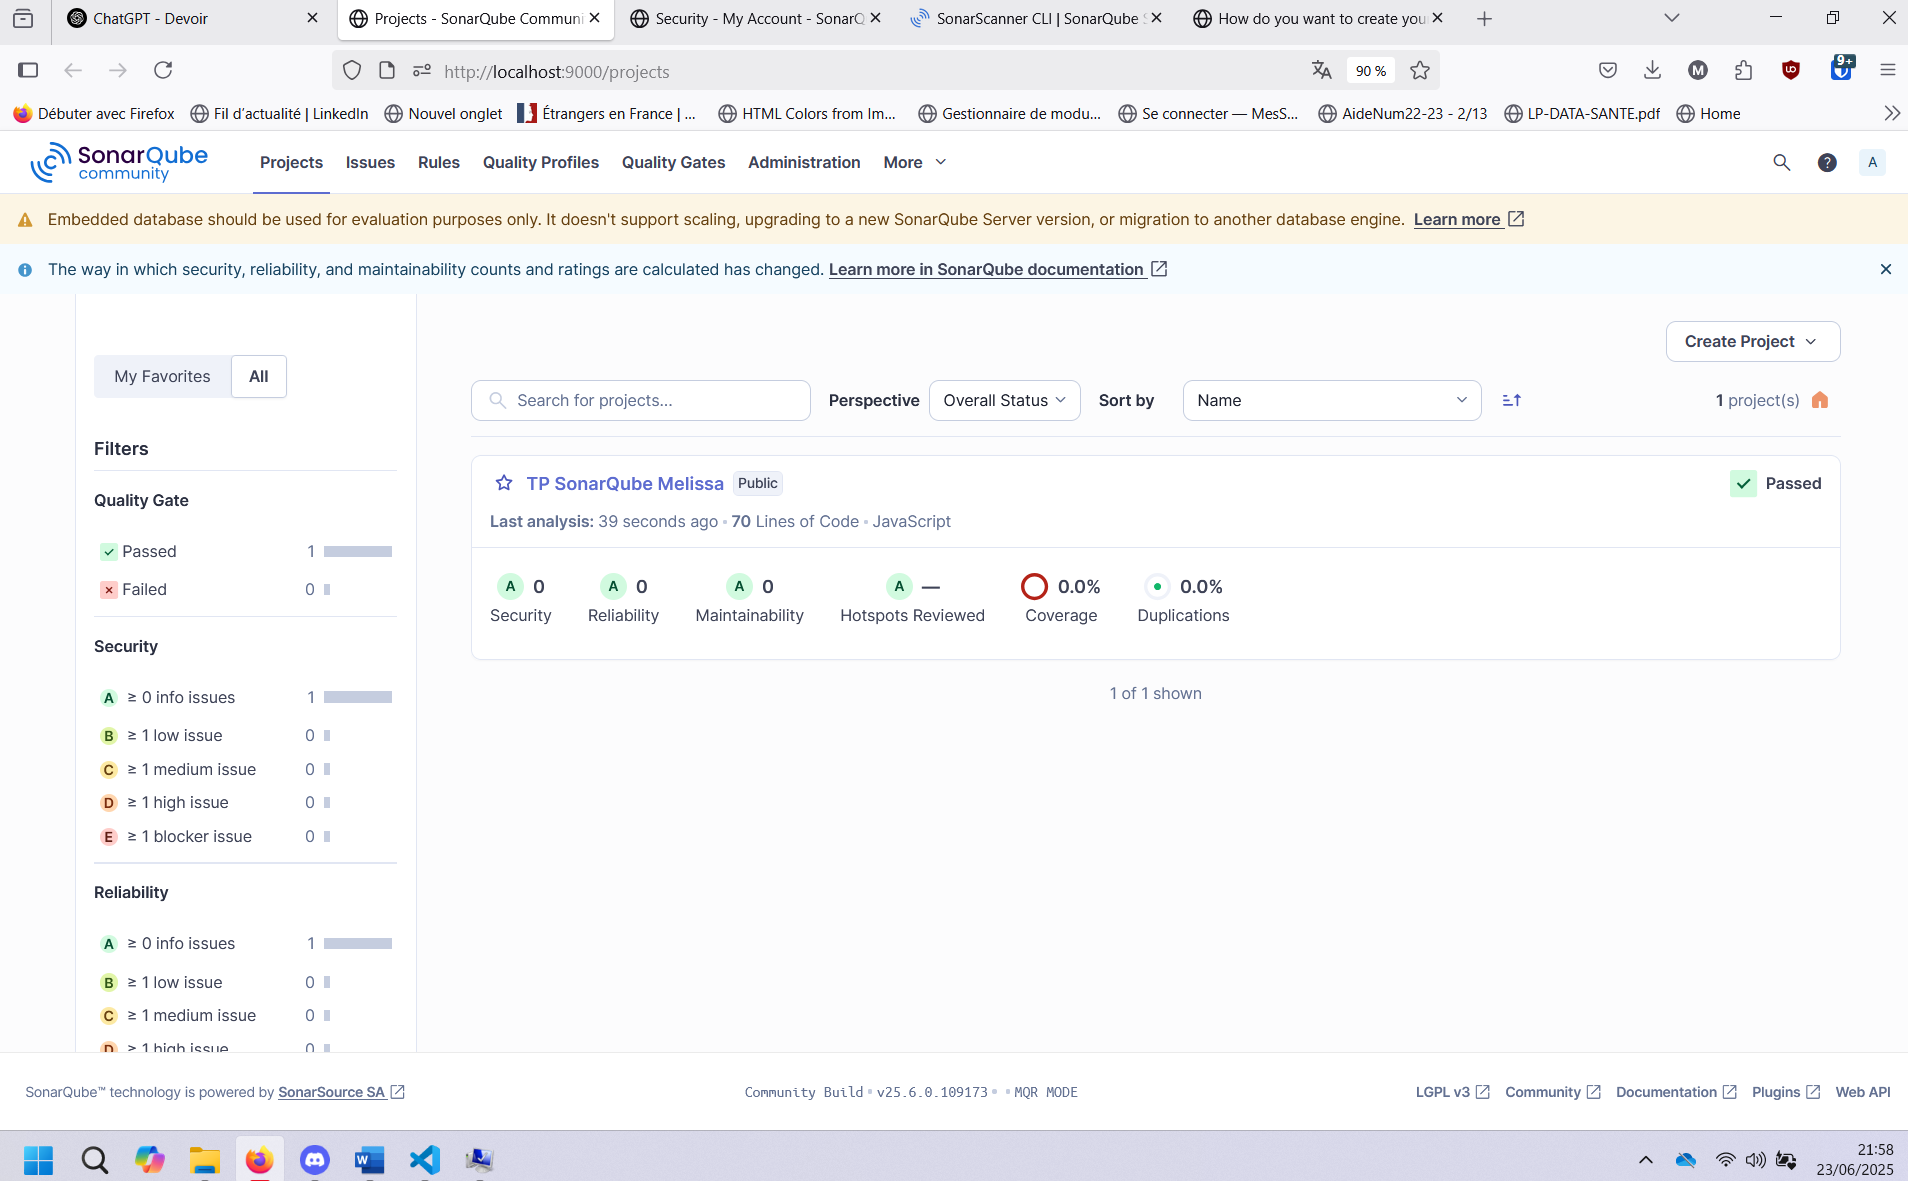 ChatGPT - Devoir
Projects - SonarQube Communi
Security - My Account - SonarQ
SonarScanner CLI | SonarQube S
How do you want to create you
http://localhost:9000/projects
90 %
M
9+
Débuter avec Firefox
Fil d'actualité | LinkedIn
Nouvel onglet
Étrangers en France | ...
HTML Colors from Im...
Gestionnaire de modu...
Se connecter — MesS...
AideNum22-23 - 2/13
LP-DATA-SANTE.pdf
Home
SonarQube
community
Projects Issues Rules Quality Profiles Quality Gates Administration More
A
Embedded database should be used for evaluation purposes only. It doesn't support scaling, upgrading to a new SonarQube Server version, or migration to another database engine. Learn more
The way in which security, reliability, and maintainability counts and ratings are calculated has changed. Learn more in SonarQube documentation
My Favorites All
Filters
Quality Gate
Passed 1
Failed 0
Security
A ≥ 0 info issues 1
B ≥ 1 low issue 0
C ≥ 1 medium issue 0
D ≥ 1 high issue 0
E ≥ 1 blocker issue 0
Reliability
A ≥ 0 info issues 1
B ≥ 1 low issue 0
C ≥ 1 medium issue 0
D ≥ 1 high issue 0
Create Project
Search for projects...
Perspective Overall Status Sort by Name
1 project(s)
TP SonarQube Melissa Public
Passed
Last analysis: 39 seconds ago • 70 Lines of Code • JavaScript
A 0
Security
A 0
Reliability
A 0
Maintainability
A —
Hotspots Reviewed
0.0%
Coverage
0.0%
Duplications
1 of 1 shown
SonarQube™ technology is powered by SonarSource SA
Community Build • v25.6.0.109173 • • MQR MODE
LGPL v3 Community Documentation Plugins Web API
21:58
23/06/2025